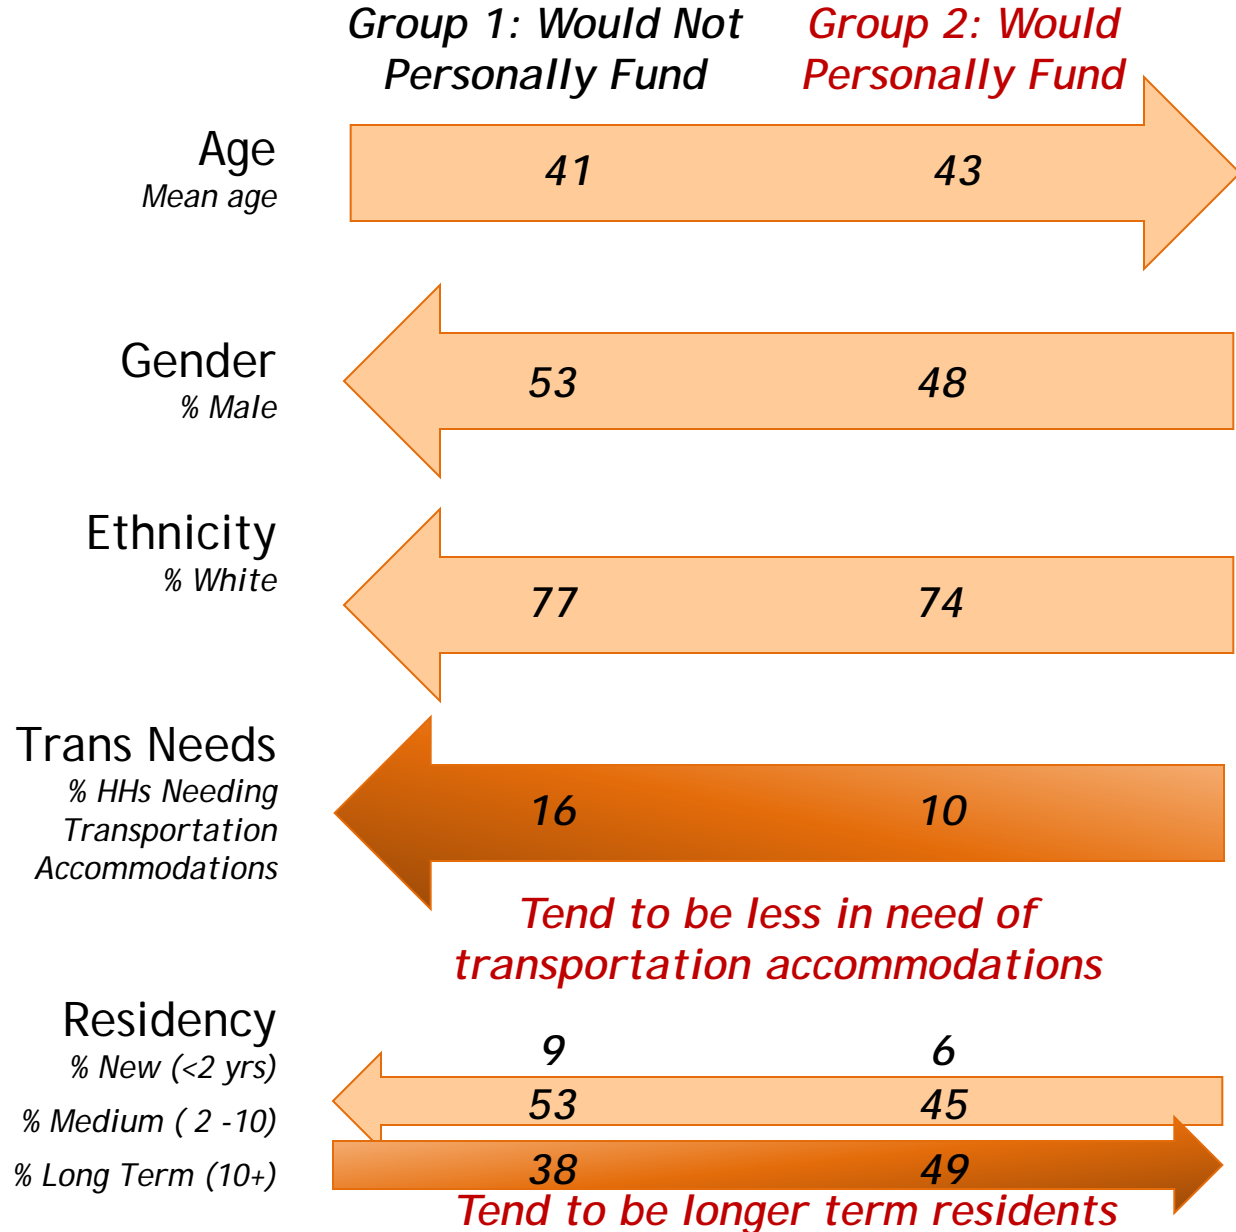 Group 1: Would Not
Personally Fund
Group 2: Would
Personally Fund
Age
Mean age
41
43
Gender
% Male
53
48
Ethnicity
% White
77
74
Trans Needs
% HHs Needing
Transportation
Accommodations
16
10
Tend to be less in need of
transportation accommodations
Residency
% New (<2 yrs)
9
6
% Medium ( 2 -10)
53
45
% Long Term (10+)
38
49
Tend to be longer term residents